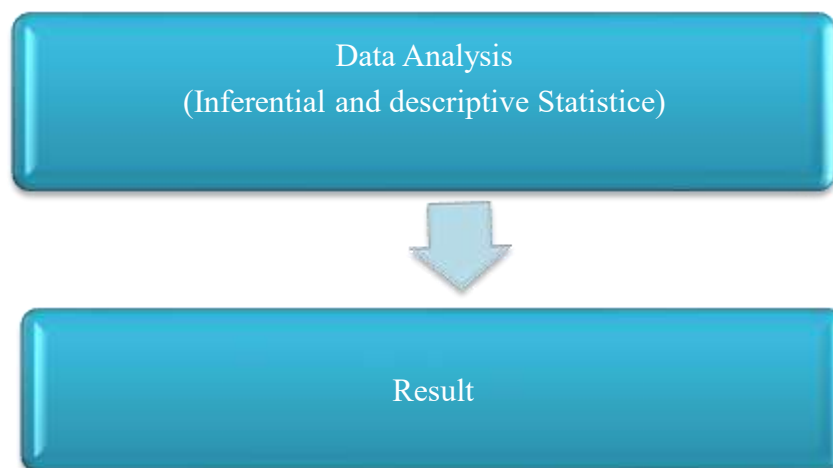 Data Analysis
(Inferential and descriptive Statistice)
Result